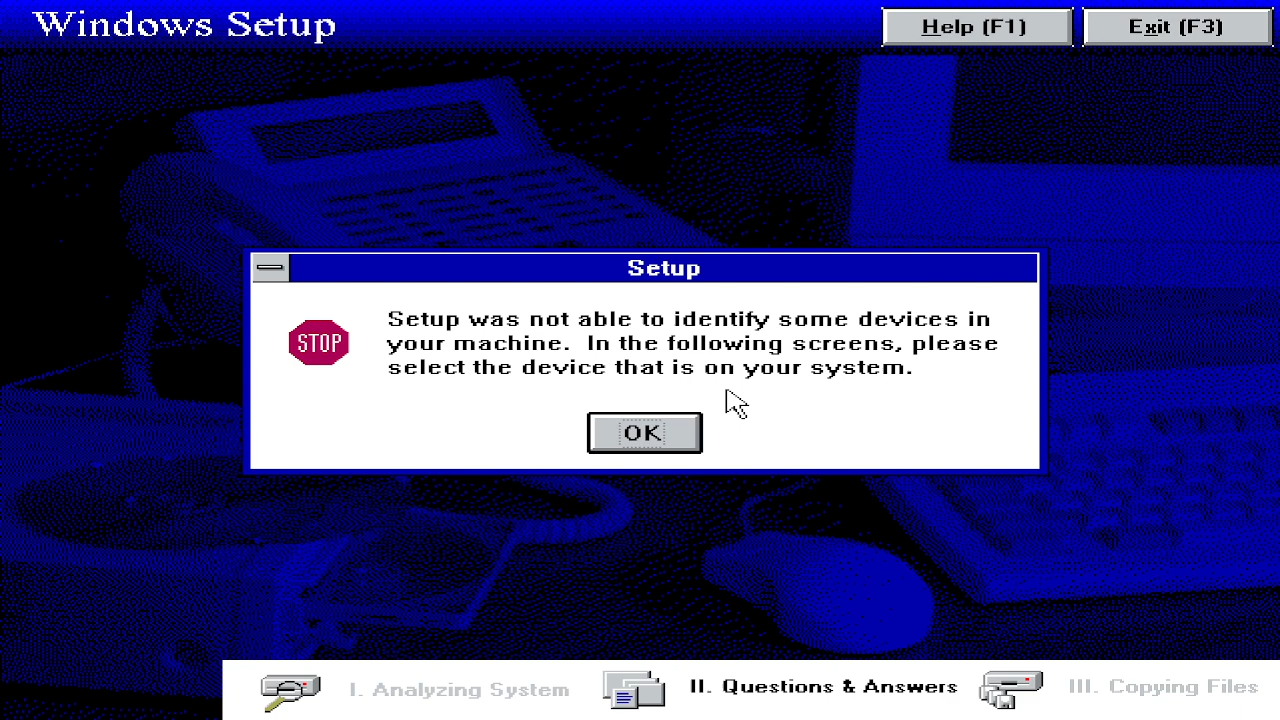 Windows Setup
Help (F1)
Exit (F3)
Setup
STOP
Setup was not able to identify some devices in
your machine.  In the following screens, please
select the device that is on your system.
OK
I. Analyzing System
II. Questions & Answers
III. Copying Files